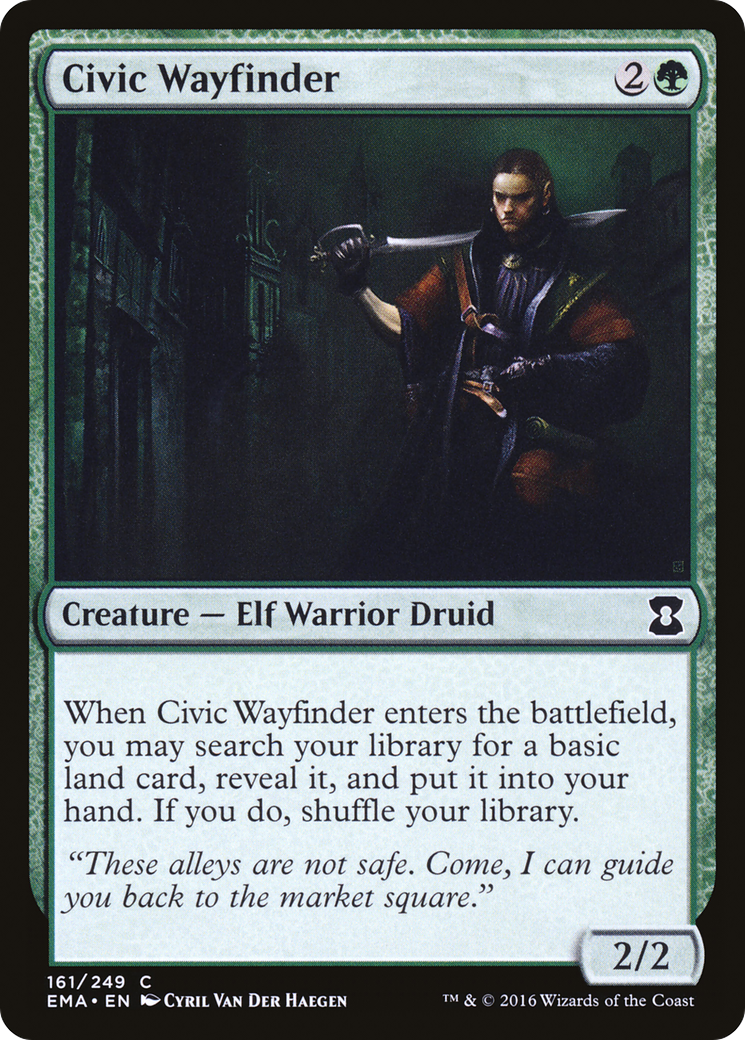 Civic Wayfinder 2
Creature — Elf Warrior Druid
When Civic Wayfinder enters the battlefield,
you may search your library for a basic
land card, reveal it, and put it into your
hand. If you do, shuffle your library.
“These alleys are not safe. Come, I can guide
you back to the market square.”
2/2
161/249 C
EMA • EN Cyril Van Der Haegen
™ & © 2016 Wizards of the Coast